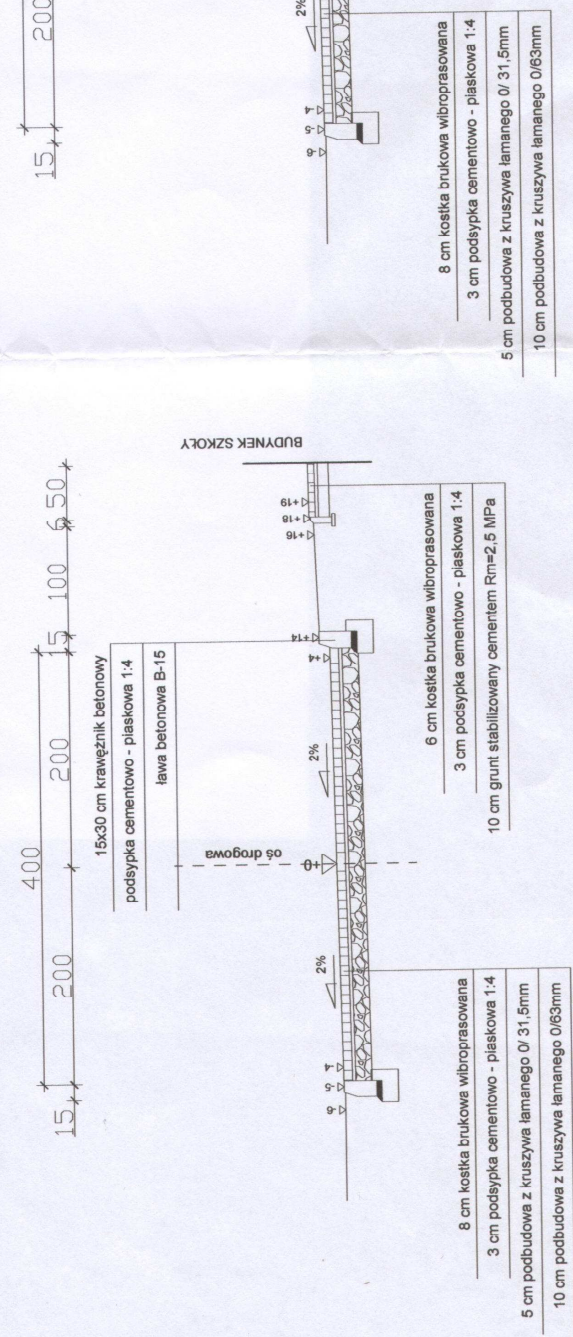 400
15
200
200
15
100
6
50
15x30 cm krawężnik betonowy
podsypka cementowo - piaskowa 1:4
ława betonowa B-15
oś drogowa
BUDYNEK SZKOŁY
-6
-5
-4
2%
+0
2%
+4
+14
+16
+18
+19
8 cm kostka brukowa wibroprasowana
3 cm podsypka cementowo - piaskowa 1:4
5 cm podbudowa z kruszywa łamanego 0/ 31,5mm
10 cm podbudowa z kruszywa łamanego 0/63mm
6 cm kostka brukowa wibroprasowana
3 cm podsypka cementowo - piaskowa 1:4
10 cm grunt stabilizowany cementem Rm=2,5 MPa
15
200
-6
-5
-4
2%
8 cm kostka brukowa wibroprasowana
3 cm podsypka cementowo - piaskowa 1:4
5 cm podbudowa z kruszywa łamanego 0/ 31,5mm
10 cm podbudowa z kruszywa łamanego 0/63mm